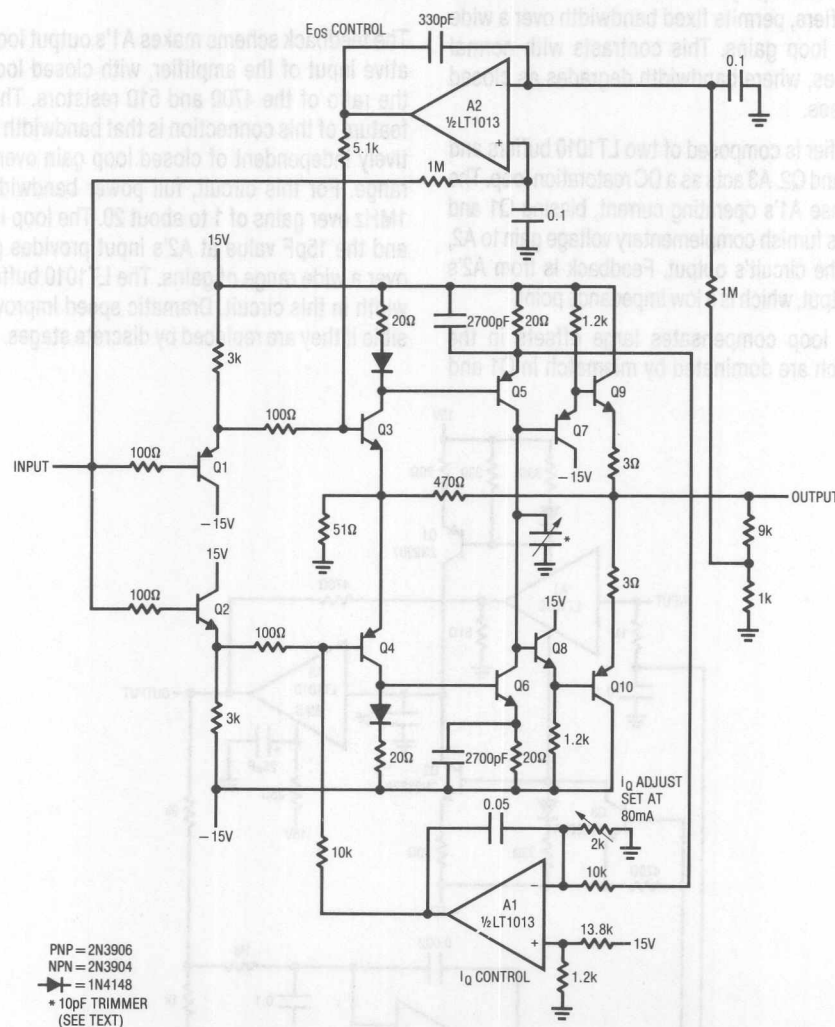 fiers, permits fixed bandwidth over a wide
loop gains. This contrasts with normal
es, where bandwidth degrades as closed
The feedback scheme makes A1's output loo
ative input of the amplifier, with closed loo
the ratio of the 470Ω and 51Ω resistors. Th
feature of this connection is that bandwidth
tively independent of closed loop gain over
range. For this circuit, full power bandwid
1MHz over gains of 1 to about 20. The loop i
and the 15pF value at A2's input provides
over a wide range of gains. The LT1010 buff
width in this circuit. Dramatic speed improv
sible if they are replaced by discrete stages.
fier is composed of two LT1010 buffers and
and Q2. A3 acts as a DC restoration loop. The
nse A1's operating current, biasing Q1 and
s furnish complementary voltage gain to A2,
he circuit's output. Feedback is from A2's
tput, which is a low impedance point.
loop compensates large offsets in the
ch are dominated by mismatch in Q1 and
EOS CONTROL
330pF
A2
½LT1013
−
+
0.1
5.1k
1M
0.1
15V
1M
20Ω
2700pF
20Ω
1.2k
3k
Q5
Q9
100Ω
Q3
Q7
INPUT
100Ω
Q1
−15V
3Ω
470Ω
OUTPUT
−15V
51Ω
*
9k
15V
3Ω
1k
100Ω
Q2
15V
100Ω
Q4
Q8
Q6
Q10
3k
20Ω
2700pF
20Ω
1.2k
IQ ADJUST
SET AT
80mA
−15V
0.05
2k
10k
−
10k
A1
½LT1013
13.8k
15V
+
1.2k
IQ CONTROL
PNP = 2N3906
NPN = 2N3904
= 1N4148
* 10pF TRIMMER
(SEE TEXT)